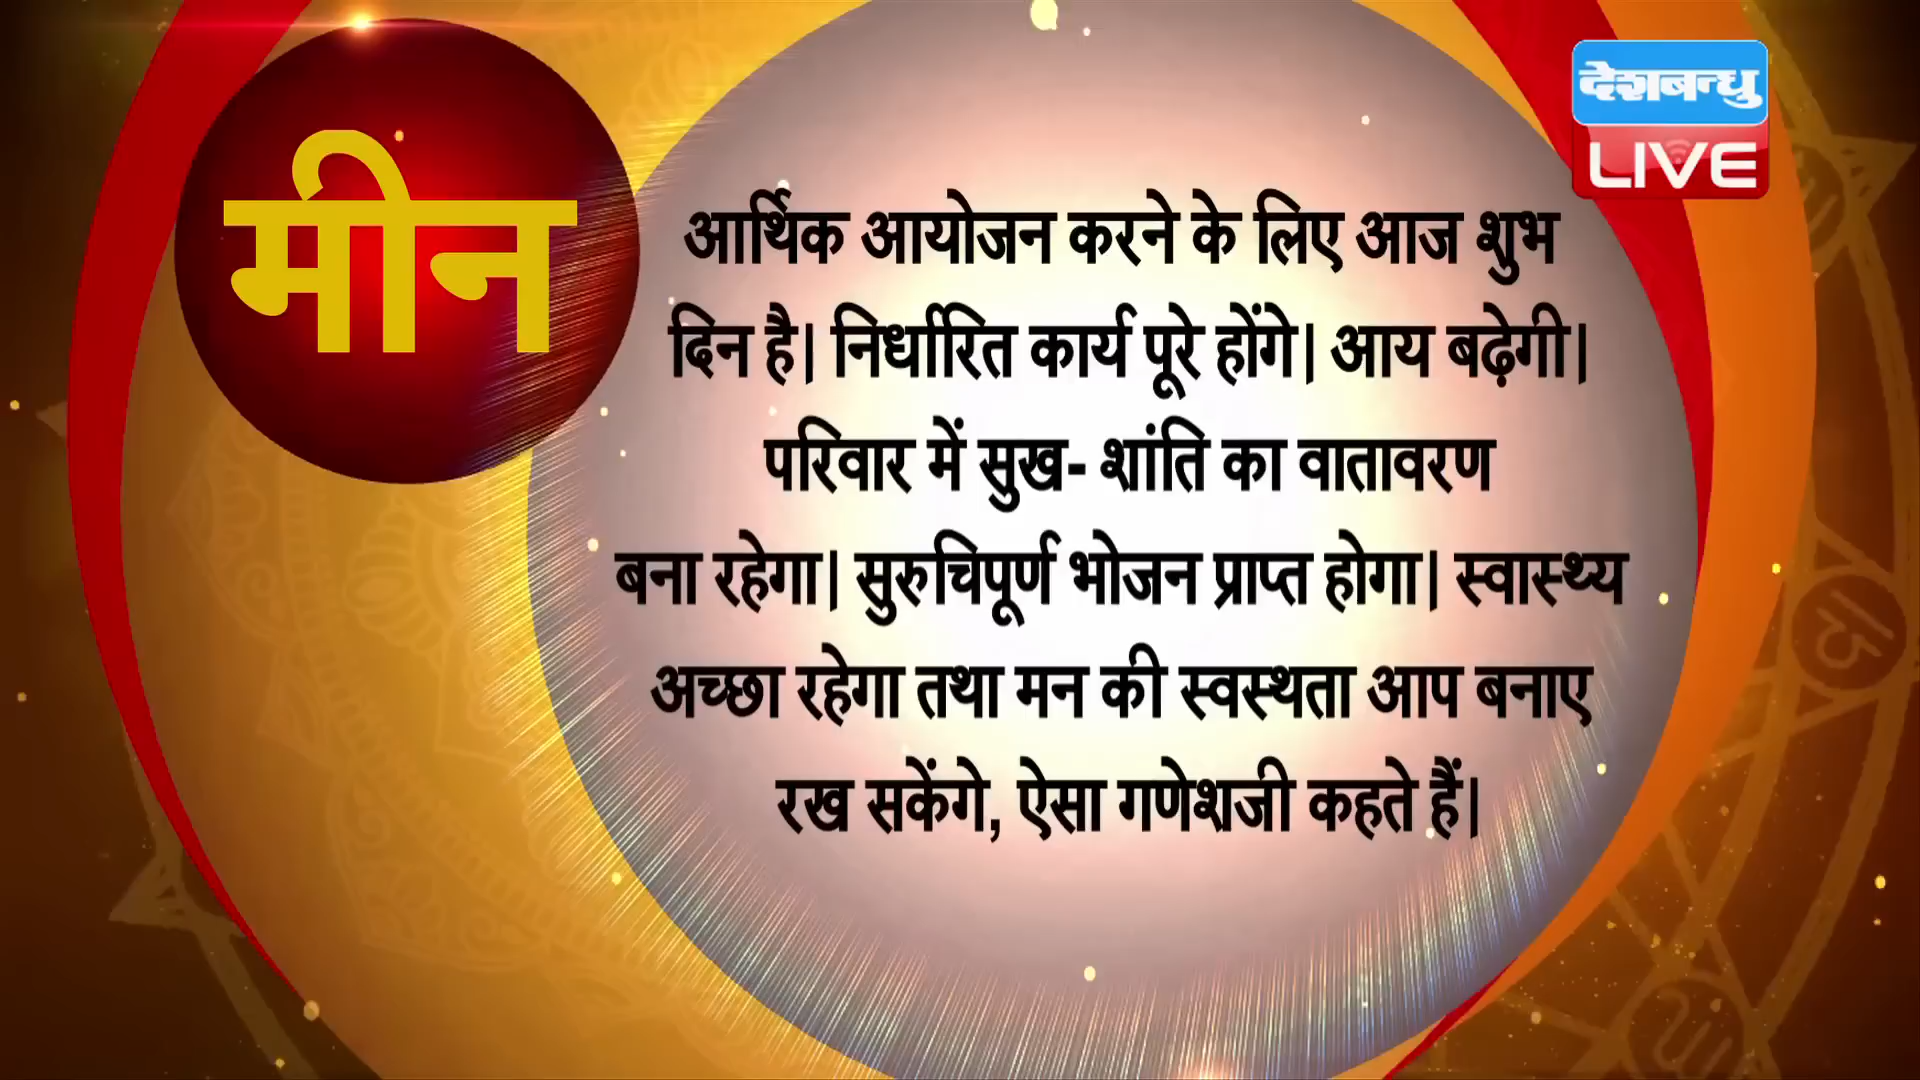 मीन
देशबन्धु
LIVE
आर्थिक आयोजन करने के लिए आज शुभ
दिन है| निर्धारित कार्य पूरे होंगे| आय बढ़ेगी|
परिवार में सुख- शांति का वातावरण
बना रहेगा| सुरुचिपूर्ण भोजन प्राप्त होगा| स्वास्थ्य
अच्छा रहेगा तथा मन की स्वस्थता आप बनाए
रख सकेंगे, ऐसा गणेशजी कहते हैं|